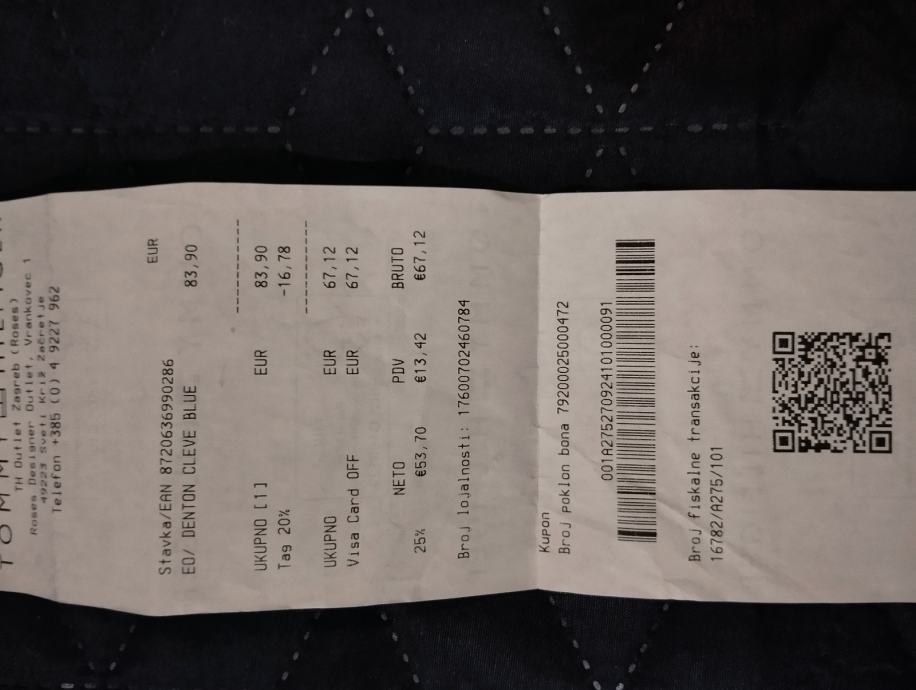 TH Outlet Zagreb (Roses)
Roses Designer Outlet, Vrankovec 1
49223 Sveti Križ Začretje
Telefon +385 (0) 4 9227 962
EUR
Stavka/EAN 8720636990286
EO/ DENTON CLEVE BLUE 83,90
UKUPNO [1] EUR 83,90
Tag 20% -16,78
UKUPNO EUR 67,12
Visa Card OFF EUR 67,12
NETO PDV BRUTO
25% €53,70 €13,42 €67,12
Broj lojalnosti: 17600702460784
Kupon
Broj poklon bona 79200025000472
001A27527092410100​0091
Broj fiskalne transakcije:
16782/A275/101